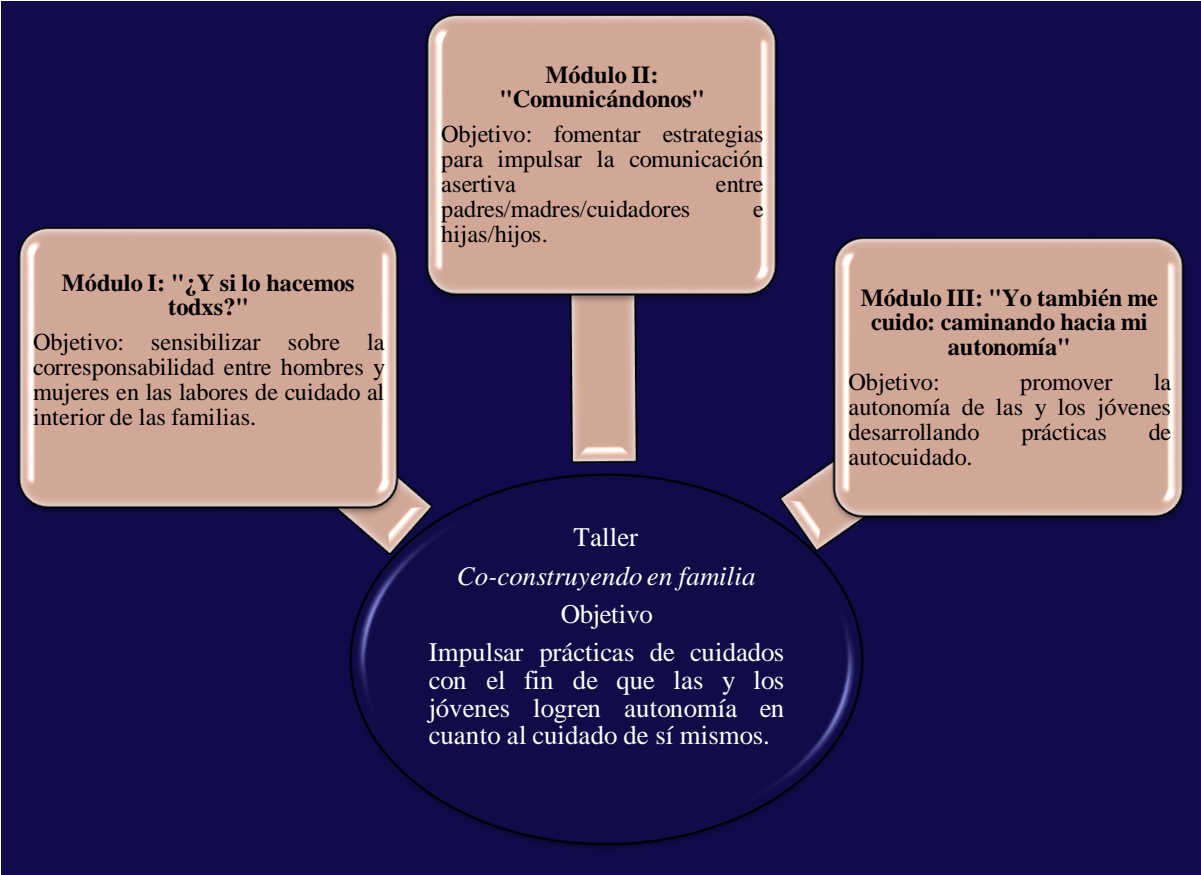 Módulo II:
"Comunicándonos"
Objetivo: fomentar estrategias
para impulsar la comunicación
asertiva entre
padres/madres/cuidadores e
hijas/hijos.
Módulo I: "¿Y si lo hacemos
todxs?"
Objetivo: sensibilizar sobre la
corresponsabilidad entre hombres y
mujeres en las labores de cuidado al
interior de las familias.
Módulo III: "Yo también me
cuido: caminando hacia mi
autonomía"
Objetivo: promover la
autonomía de las y los jóvenes
desarrollando prácticas de
autocuidado.
Taller
Co-construyendo en familia
Objetivo
Impulsar prácticas de cuidados
con el fin de que las y los
jóvenes logren autonomía en
cuanto al cuidado de sí mismos.